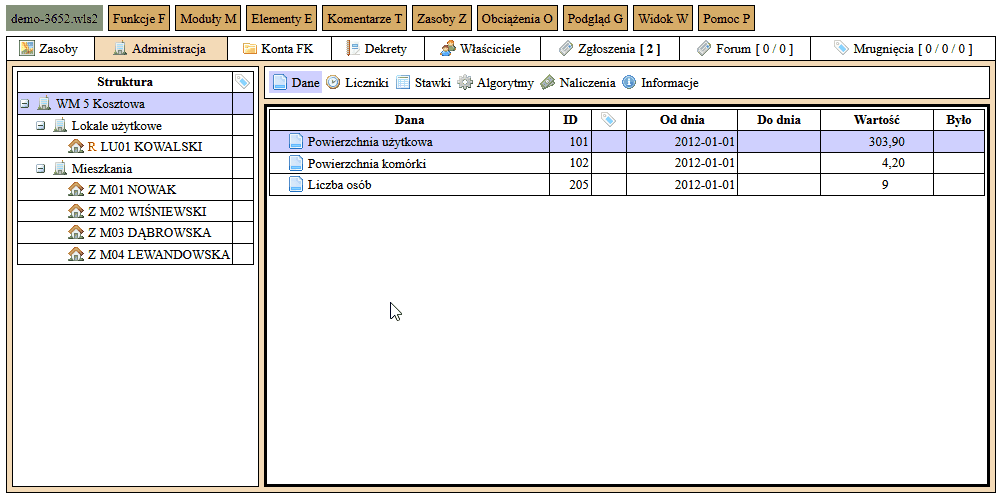 demo-3652.wls2 Funkcje F Moduły M Elementy E Komentarze T Zasoby Z Obciążenia O Podgląd G Widok W Pomoc P
Zasoby Administracja Konta FK Dekrety Właściciele Zgłoszenia [ 2 ] Forum [ 0 / 0 ] Mrugnięcia [ 0 / 0 / 0 ]
Struktura
WM 5 Kosztowa
Lokale użytkowe
R LU01 KOWALSKI
Mieszkania
Z M01 NOWAK
Z M02 WIŚNIEWSKI
Z M03 DĄBROWSKA
Z M04 LEWANDOWSKA
Dane Liczniki Stawki Algorytmy Naliczenia Informacje
Dana ID Od dnia Do dnia Wartość Było
Powierzchnia użytkowa 101 2012-01-01 303,90
Powierzchnia komórki 102 2012-01-01 4,20
Liczba osób 205 2012-01-01 9